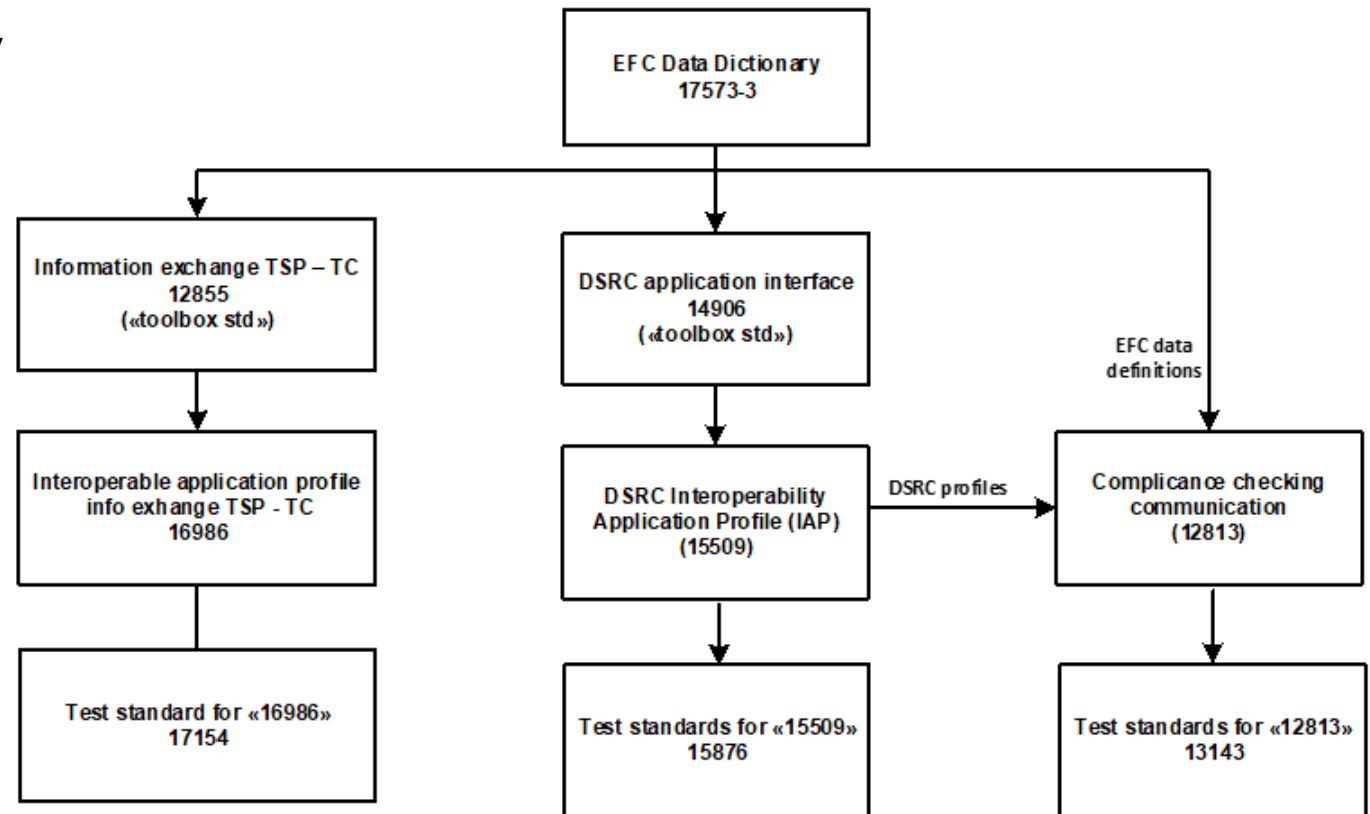 EFC Data Dictionary
17573-3
Information exchange TSP – TC
12855
(«toolbox std»)
DSRC application interface
14906
(«toolbox std»)
EFC data
definitions
Interoperable application profile
info exhange TSP - TC
16986
DSRC Interoperability
Application Profile (IAP)
(15509)
DSRC profiles
Complicance checking
communication
(12813)
Test standard for «16986»
17154
Test standards for «15509»
15876
Test standards for «12813»
13143